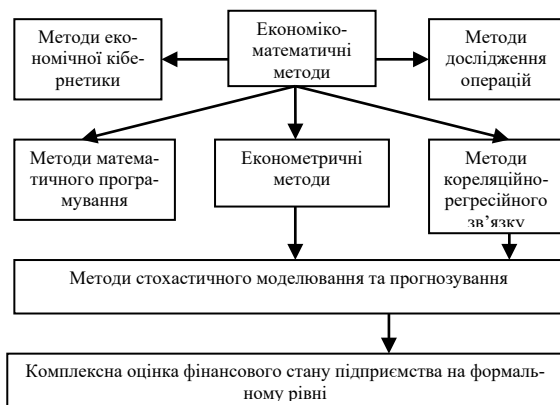 Методи еко-
номічної кібе-
рнетики
Економіко-
математичні
методи
Методи
дослідження
операцій
Методи матема-
тичного програ-
мування
Економетричні
методи
Методи
кореляційно-
регресійного
зв’язку
Методи стохастичного моделювання та прогнозування
Комплексна оцінка фінансового стану підприємства на формаль-
ному рівні